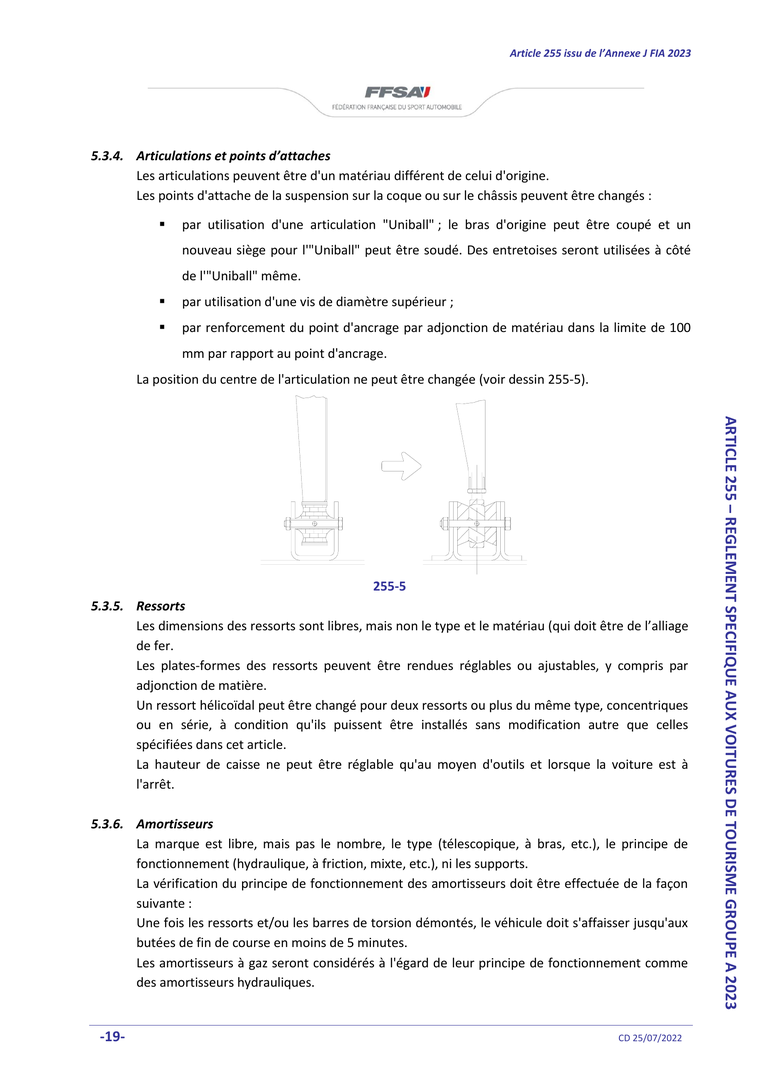 Article 255 issu de l'Annexe J FIA 2023
FFSA
FÉDÉRATION FRANÇAISE DU SPORT AUTOMOBILE
5.3.4. Articulations et points d'attaches
Les articulations peuvent être d'un matériau différent de celui d'origine.
Les points d'attache de la suspension sur la coque ou sur le châssis peuvent être changés :
▪ par utilisation d'une articulation "Uniball" ; le bras d'origine peut être coupé et un
nouveau siège pour l'"Uniball" peut être soudé. Des entretoises seront utilisées à côté
de l'"Uniball" même.
▪ par utilisation d'une vis de diamètre supérieur ;
▪ par renforcement du point d'ancrage par adjonction de matériau dans la limite de 100
mm par rapport au point d'ancrage.
La position du centre de l'articulation ne peut être changée (voir dessin 255-5).
255-5
5.3.5. Ressorts
Les dimensions des ressorts sont libres, mais non le type et le matériau (qui doit être de l'alliage
de fer.
Les plates-formes des ressorts peuvent être rendues réglables ou ajustables, y compris par
adjonction de matière.
Un ressort hélicoïdal peut être changé pour deux ressorts ou plus du même type, concentriques
ou en série, à condition qu'ils puissent être installés sans modification autre que celles
spécifiées dans cet article.
La hauteur de caisse ne peut être réglable qu'au moyen d'outils et lorsque la voiture est à
l'arrêt.
5.3.6. Amortisseurs
La marque est libre, mais pas le nombre, le type (télescopique, à bras, etc.), le principe de
fonctionnement (hydraulique, à friction, mixte, etc.), ni les supports.
La vérification du principe de fonctionnement des amortisseurs doit être effectuée de la façon
suivante :
Une fois les ressorts et/ou les barres de torsion démontés, le véhicule doit s'affaisser jusqu'aux
butées de fin de course en moins de 5 minutes.
Les amortisseurs à gaz seront considérés à l'égard de leur principe de fonctionnement comme
des amortisseurs hydrauliques.
ARTICLE 255 – REGLEMENT SPECIFIQUE AUX VOITURES DE TOURISME GROUPE A 2023
-19-
CD 25/07/2022